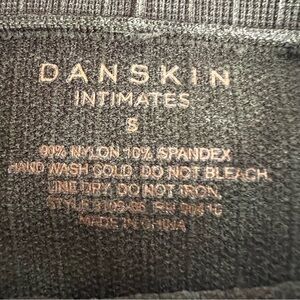 DANSKIN
INTIMATES
S
90% NYLON 10% SPANDEX
HAND WASH COLD. DO NOT BLEACH.
LINE DRY. DO NOT IRON.
MADE IN CHINA